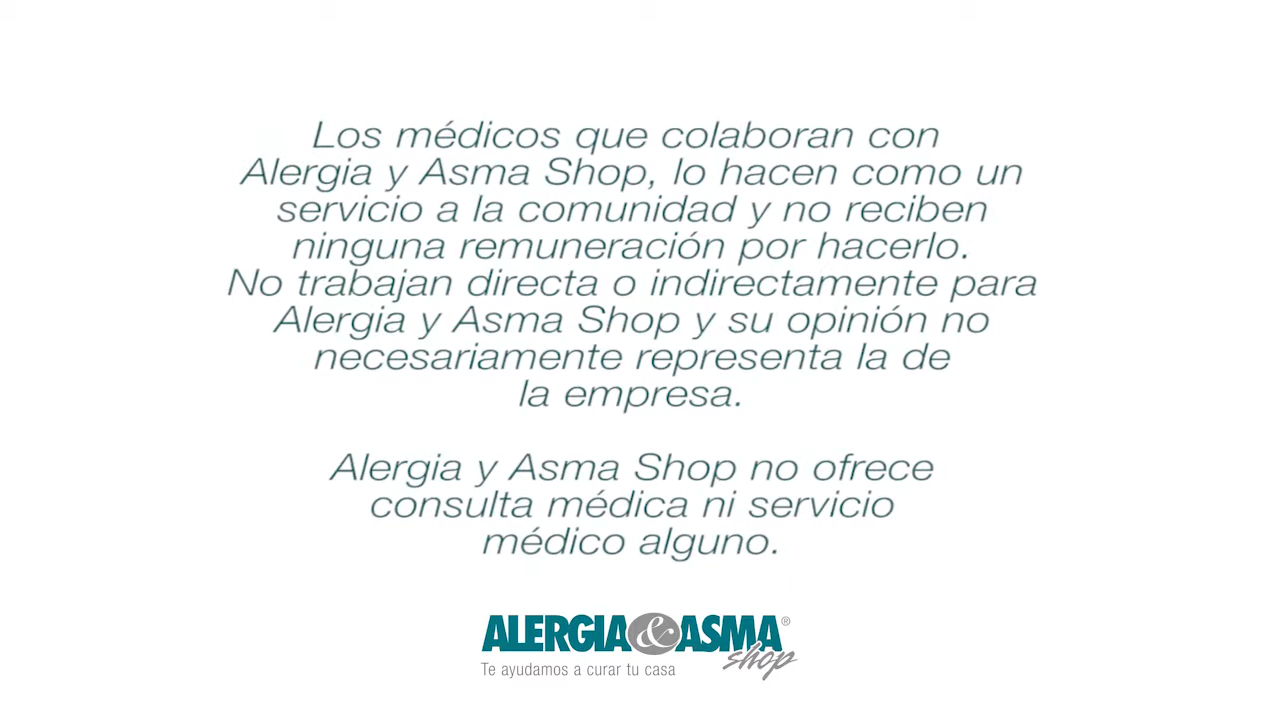 Los médicos que colaboran con
Alergia y Asma Shop, lo hacen como un
servicio a la comunidad y no reciben
ninguna remuneración por hacerlo.
No trabajan directa o indirectamente para
Alergia y Asma Shop y su opinión no
necesariamente representa la de
la empresa.
Alergia y Asma Shop no ofrece
consulta médica ni servicio
médico alguno.
ALERGIA & ASMA®
shop
Te ayudamos a curar tu casa